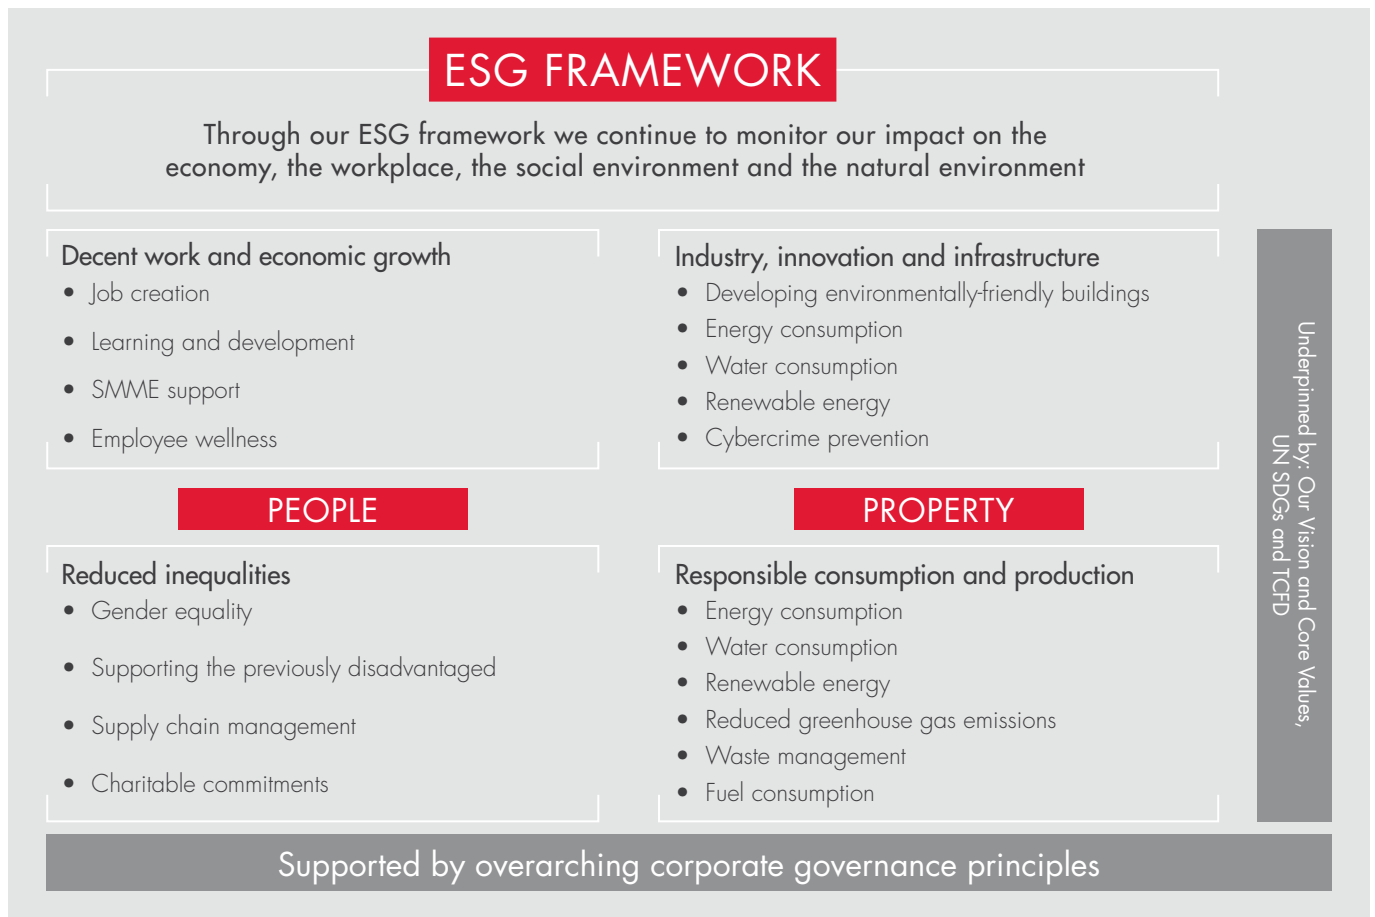 ESG FRAMEWORK
Through our ESG framework we continue to monitor our impact on the
economy, the workplace, the social environment and the natural environment
Decent work and economic growth
• Job creation
• Learning and development
• SMME support
• Employee wellness
Industry, innovation and infrastructure
• Developing environmentally-friendly buildings
• Energy consumption
• Water consumption
• Renewable energy
• Cybercrime prevention
PEOPLE
PROPERTY
Reduced inequalities
• Gender equality
• Supporting the previously disadvantaged
• Supply chain management
• Charitable commitments
Responsible consumption and production
• Energy consumption
• Water consumption
• Renewable energy
• Reduced greenhouse gas emissions
• Waste management
• Fuel consumption
Underpinned by: Our Vision and Core Values,
UN SDGs and TCFD
Supported by overarching corporate governance principles